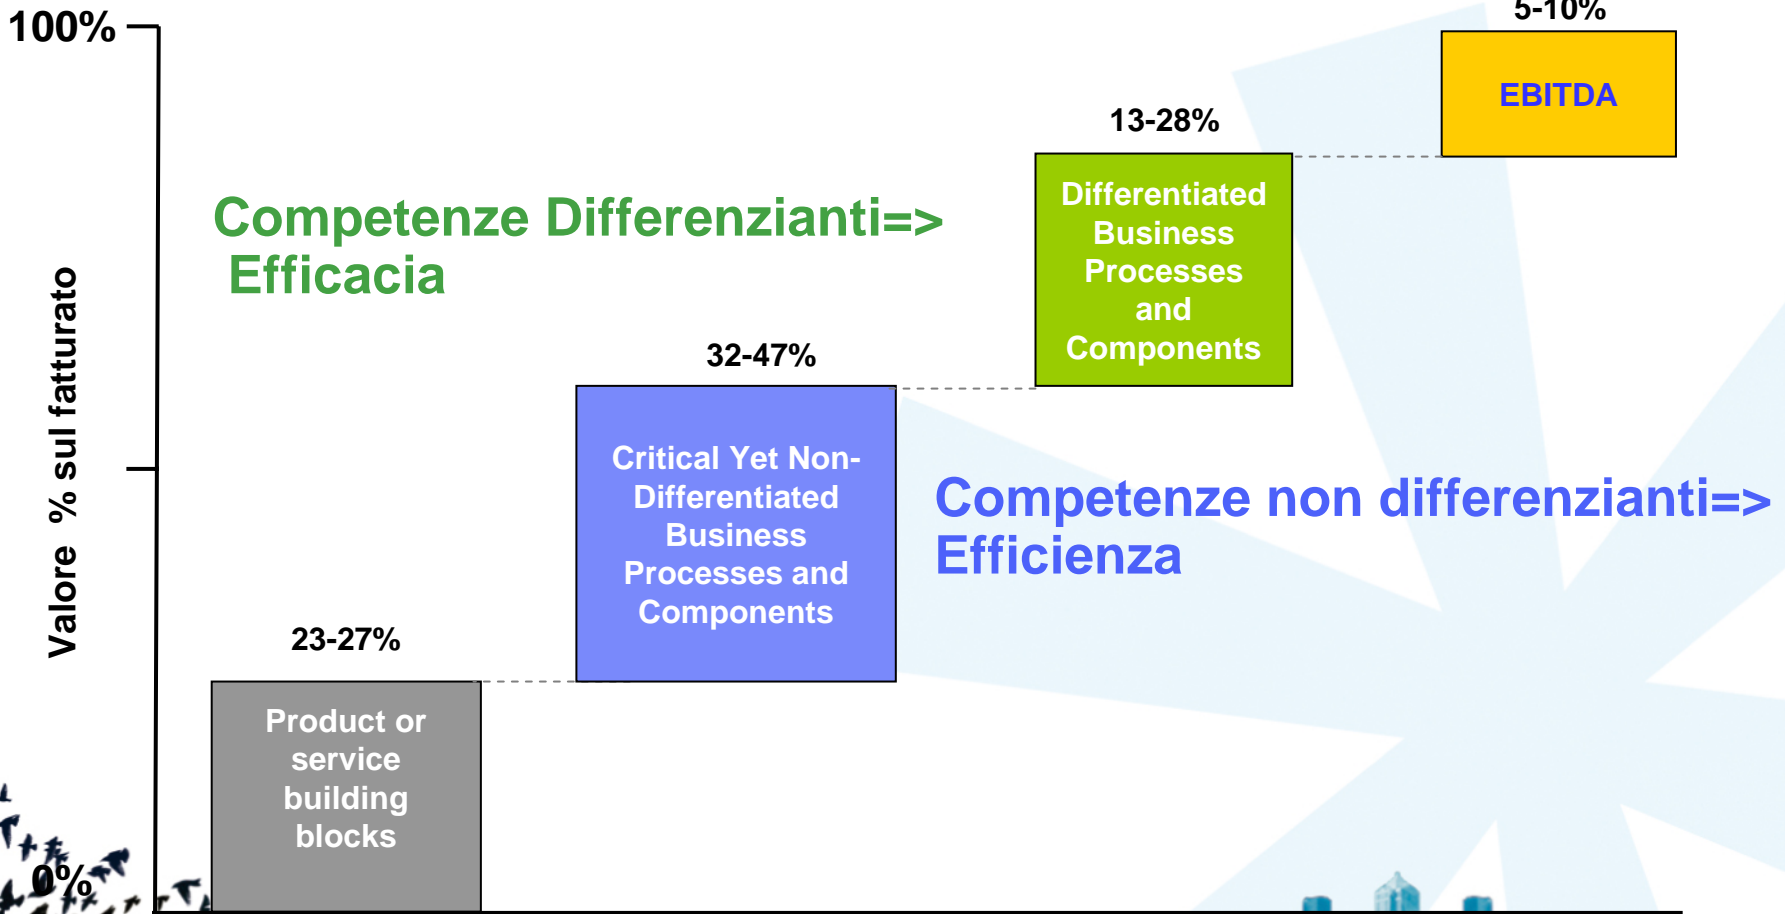 100%
5-10%
EBITDA
13-28%
Differentiated
Business
Processes
and
Components
Competenze Differenzianti=>
Efficacia
32-47%
Critical Yet Non-
Differentiated
Business
Processes and
Components
Competenze non differenzianti=>
Efficienza
Valore % sul fatturato
23-27%
Product or
service
building
blocks
0%